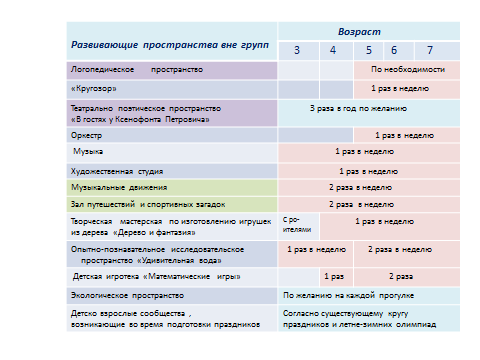 Развивающие пространства вне групп
Возраст
3 4 5 6 7
Логопедическое пространство
По необходимости
«Кругозор»
1 раз в неделю
Театрально поэтическое пространство
«В гостях у Ксенофонта Петровича»
3 раза в год по желанию
Оркестр
1 раз в неделю
Музыка
1 раз в неделю
Художественная студия
1 раз в неделю
Музыкальные движения
2 раза в неделю
Зал путешествий и спортивных загадок
2 раза в неделю
Творческая мастерская по изготовлению игрушек
из дерева «Дерево и фантазия»
С ро-
ителями
1 раз в неделю
Опытно-познавательное исследовательское
пространство «Удивительная вода»
1 раз в неделю
2 раза в неделю
Детская игротека «Математические игры»
1 раз
2 раза
Экологическое пространство
По желанию на каждой прогулке
Детско взрослые сообщества ,
возникающие во время подготовки праздников
Согласно существующему кругу
праздников и летне-зимних олимпиад